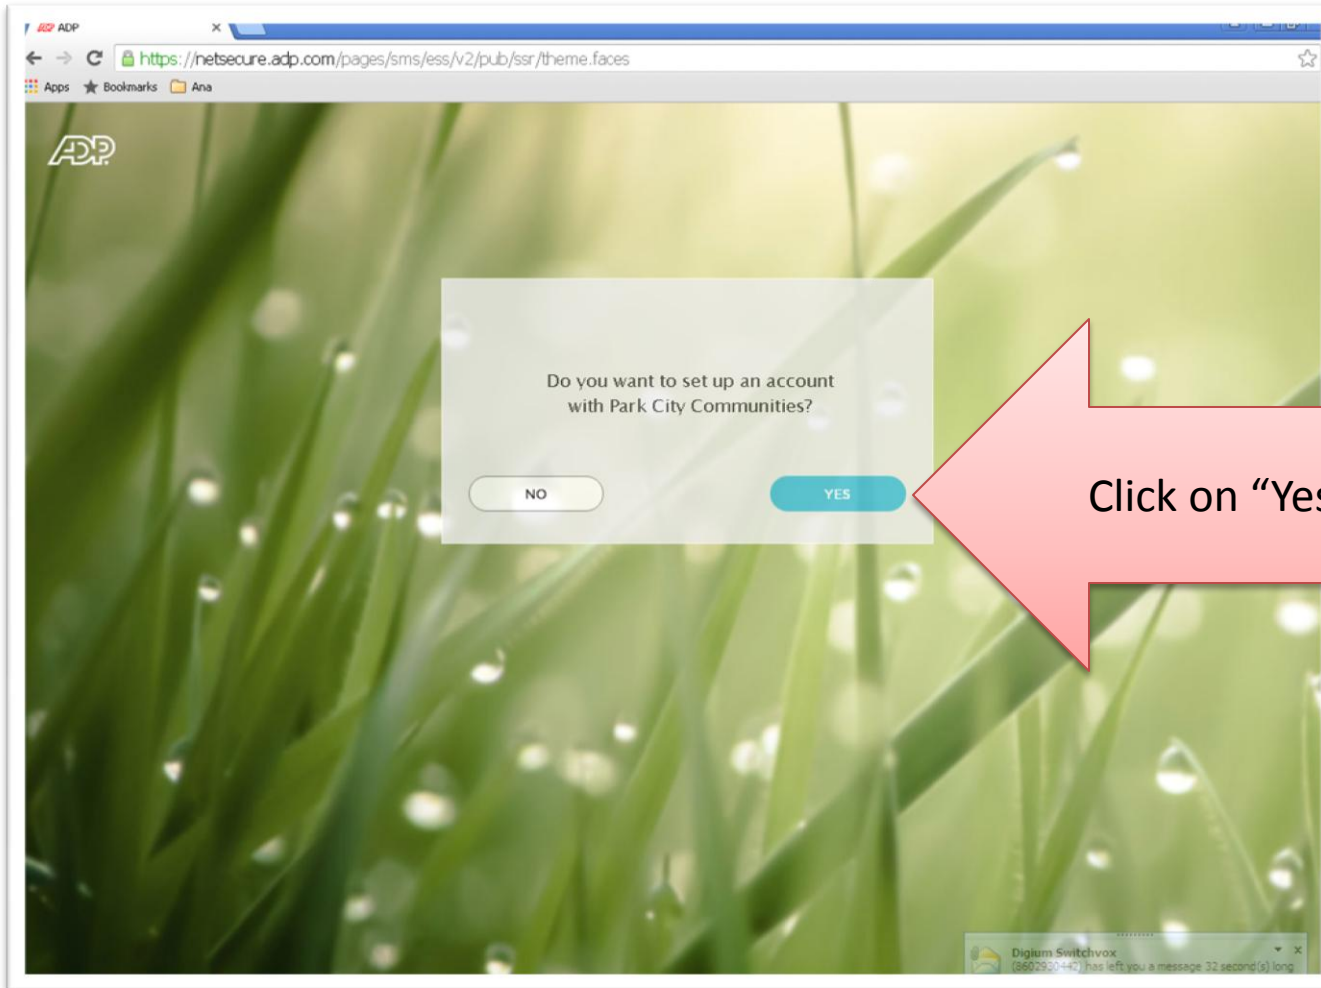 ADP
https://netsecure.adp.com/pages/sms/ess/v2/pub/ssr/theme.faces
Apps Bookmarks Ana
ADP
Do you want to set up an account
with Park City Communities?
NO YES
Click on “Yes
Digium Switchvox
(8602930442) has left you a message 32 second(s) long